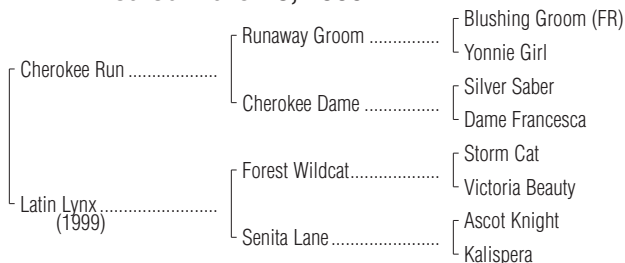 Blushing Groom (FR)
Runaway Groom ................
Yonnie Girl
Cherokee Run ....................
Silver Saber
Cherokee Dame .................
Dame Francesca
Storm Cat
Forest Wildcat....................
Victoria Beauty
Latin Lynx..........................
(1999)
Ascot Knight
Senita Lane........................
Kalispera